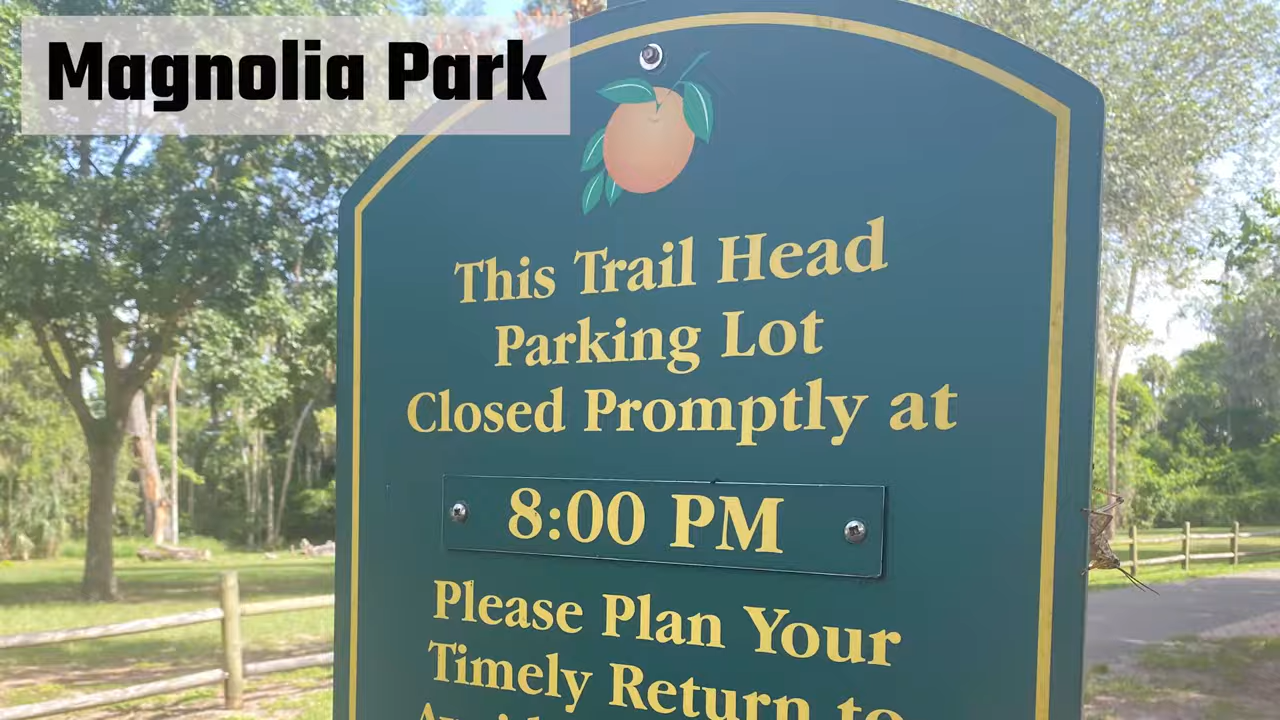 Magnolia Park
This Trail Head
Parking Lot
Closed Promptly at
8:00 PM
Please Plan Your
Timely Return to